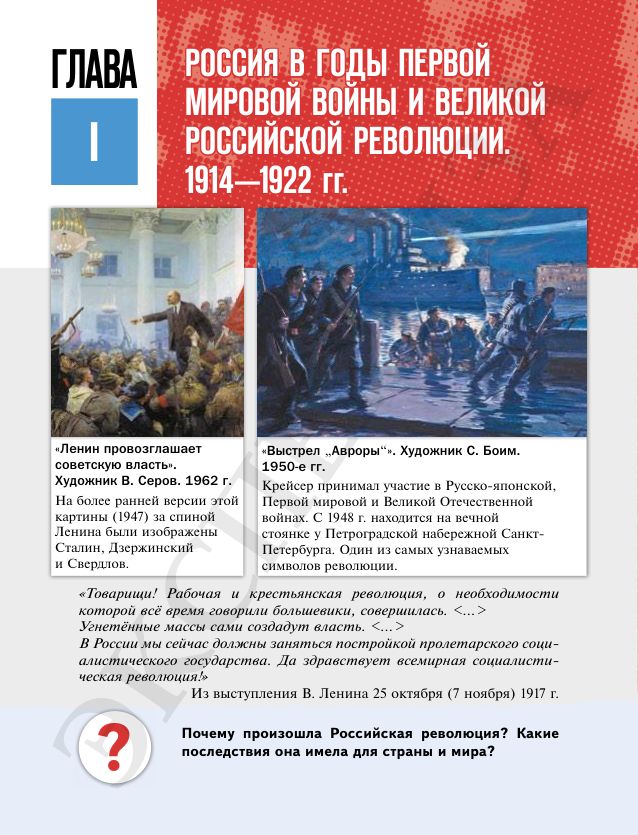 ГЛАВА
I
РОССИЯ В ГОДЫ ПЕРВОЙ
МИРОВОЙ ВОЙНЫ И ВЕЛИКОЙ
РОССИЙСКОЙ РЕВОЛЮЦИИ.
1914—1922 гг.
«Ленин провозглашает
советскую власть».
Художник В. Серов. 1962 г.
На более ранней версии этой
картины (1947) за спиной
Ленина были изображены
Сталин, Дзержинский
и Свердлов.
«Выстрел „Авроры“». Художник С. Боим.
1950-е гг.
Крейсер принимал участие в Русско-японской,
Первой мировой и Великой Отечественной
войнах. С 1948 г. находится на вечной
стоянке у Петроградской набережной Санкт-
Петербурга. Один из самых узнаваемых
символов революции.
«Товарищи! Рабочая и крестьянская революция, о необходимости
которой всё время говорили большевики, совершилась. <…>
Угнетённые массы сами создадут власть. <…>
В России мы сейчас должны заняться постройкой пролетарского соци-
алистического государства. Да здравствует всемирная социалисти-
ческая революция!»
Из выступления В. Ленина 25 октября (7 ноября) 1917 г.
?
Почему произошла Российская революция? Какие
последствия она имела для страны и мира?